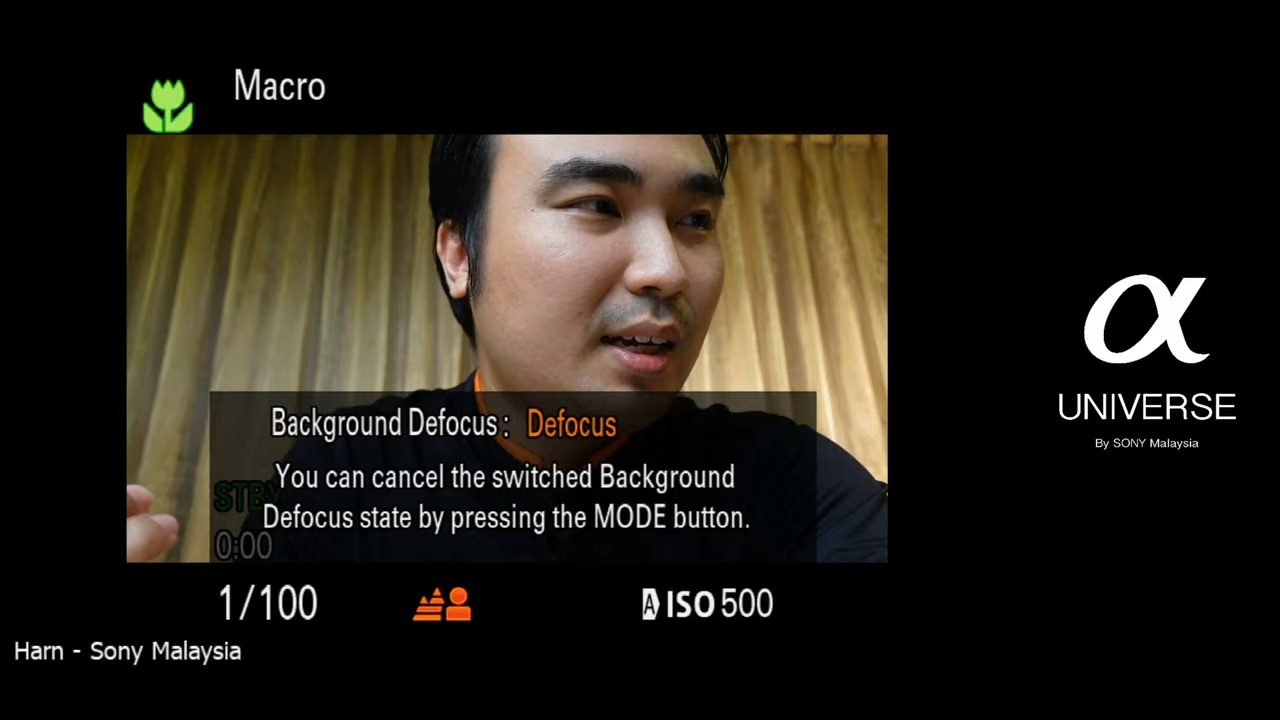 Macro
Background Defocus: Defocus
You can cancel the switched Background
Defocus state by pressing the MODE button.
STBY
0:00
1/100
A ISO 500
Harn - Sony Malaysia
α
UNIVERSE
By SONY Malaysia